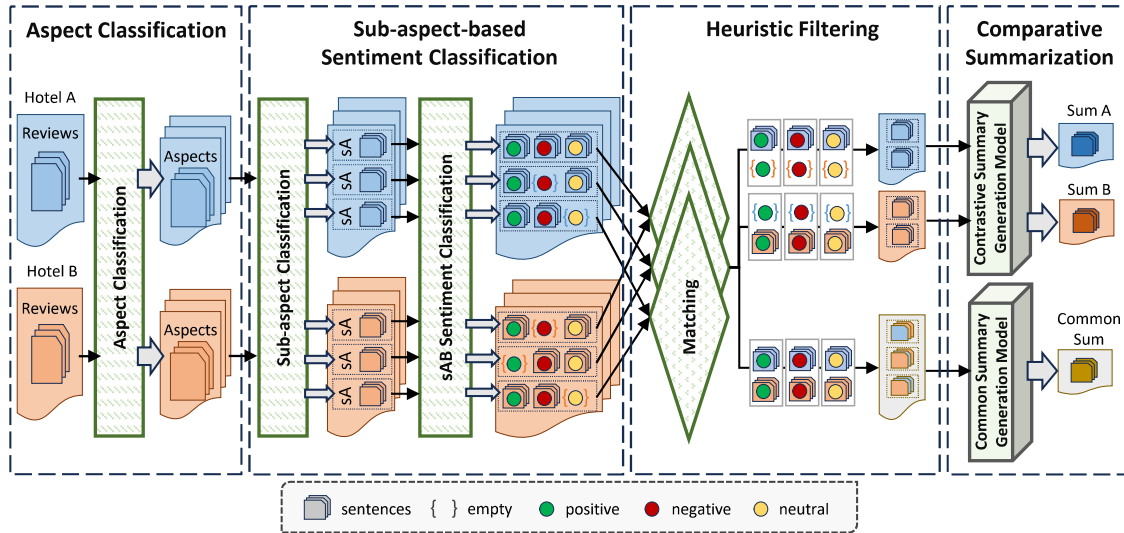 Aspect Classification
Sub-aspect-based
Sentiment Classification
Heuristic Filtering
Comparative
Summarization
Hotel A
Reviews
Aspects
Hotel B
Reviews
Aspects
Aspect Classification
Sub-aspect Classification
sA
sA
sA
sA
sA
sA
sAB Sentiment Classification
{ }
{ }
{ }
{ }
{ }
Matching
{ }
{ }
{ }
{ }
{ }
{ }
Contrastive Summary
Generation Model
Sum A
Sum B
Common Summary
Generation Model
Common
Sum
sentences
{ } empty
positive
negative
neutral